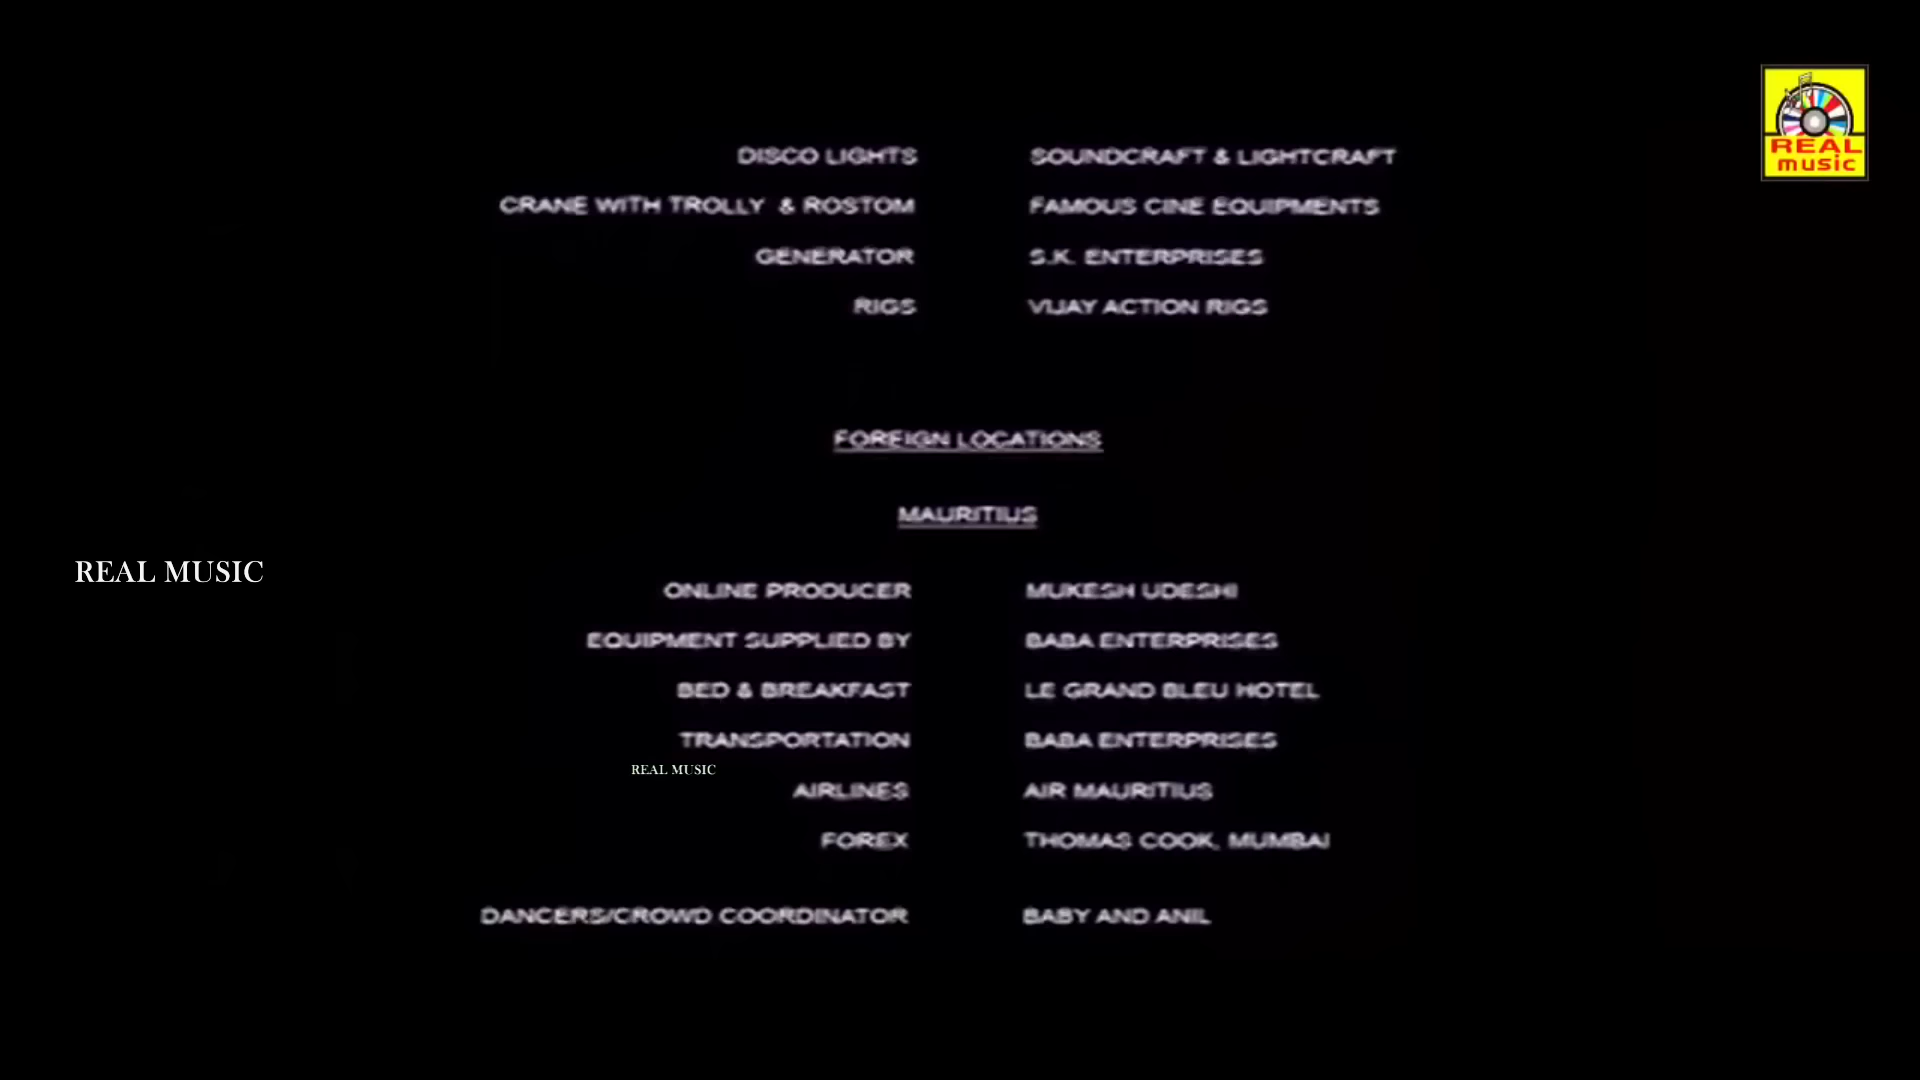 DISCO LIGHTS SOUNDCRAFT & LIGHTCRAFT
CRANE WITH TROLLY & ROSTOM FAMOUS CINE EQUIPMENTS
GENERATOR S.K. ENTERPRISES
RIGS VIJAY ACTION RIGS
FOREIGN LOCATIONS
MAURITIUS
ONLINE PRODUCER MUKESH UDESHI
EQUIPMENT SUPPLIED BY BABA ENTERPRISES
BED & BREAKFAST LE GRAND BLEU HOTEL
TRANSPORTATION BABA ENTERPRISES
AIRLINES AIR MAURITIUS
FOREX THOMAS COOK, MUMBAI
DANCERS/CROWD COORDINATOR BABY AND ANIL
REAL MUSIC
REAL MUSIC
REAL
music